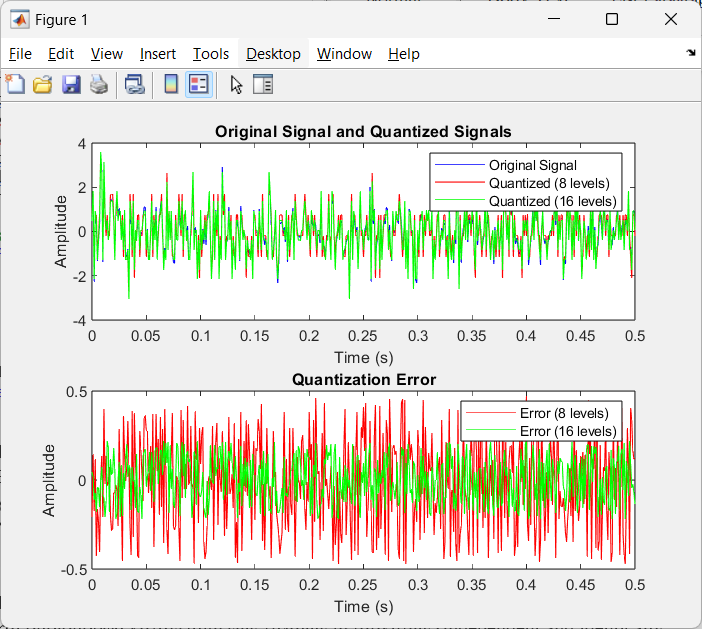 Figure 1
File Edit View Insert Tools Desktop Window Help
Original Signal and Quantized Signals
4
2
0
-2
-4
Amplitude
Original Signal
Quantized (8 levels)
Quantized (16 levels)
0 0.05 0.1 0.15 0.2 0.25 0.3 0.35 0.4 0.45 0.5
Time (s)
Quantization Error
0.5
0
-0.5
Amplitude
Error (8 levels)
Error (16 levels)
0 0.05 0.1 0.15 0.2 0.25 0.3 0.35 0.4 0.45 0.5
Time (s)